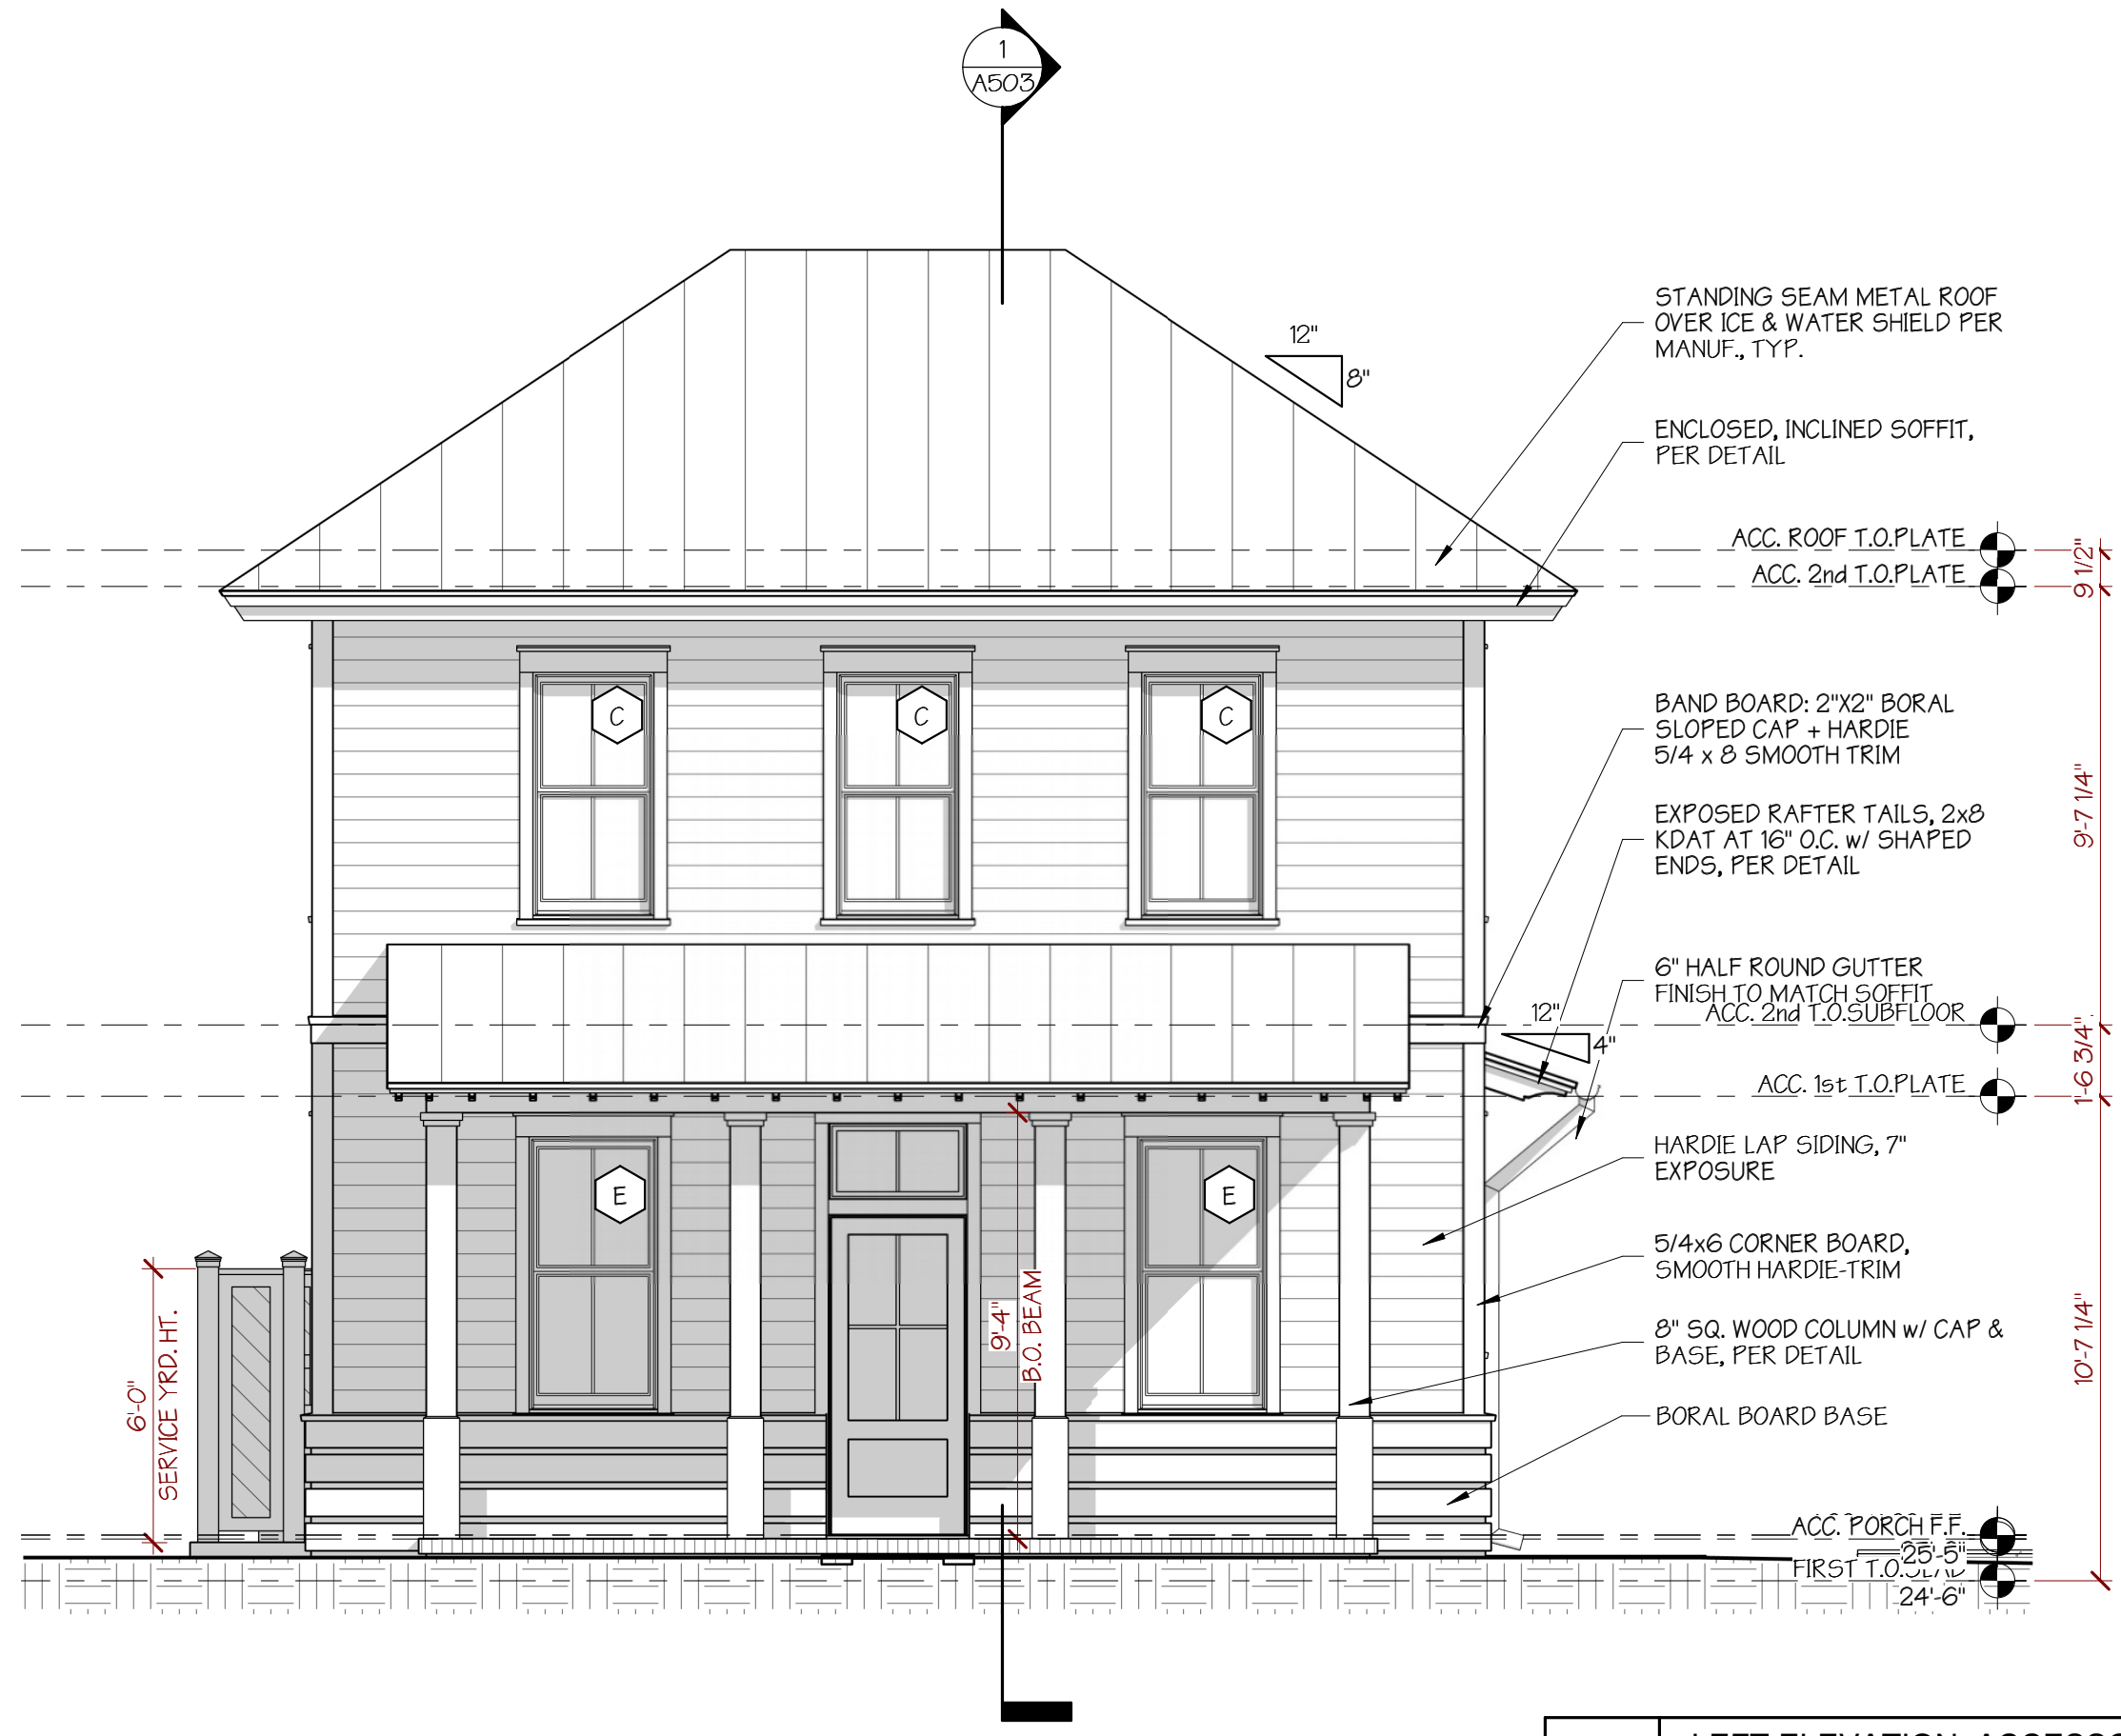 1
A503
12"
8"
STANDING SEAM METAL ROOF
OVER ICE & WATER SHIELD PER
MANUF., TYP.
ENCLOSED, INCLINED SOFFIT,
PER DETAIL
ACC. ROOF T.O.PLATE
ACC. 2nd T.O.PLATE
9 1/2"
C
C
C
BAND BOARD: 2"X2" BORAL
SLOPED CAP + HARDIE
5/4 x 8 SMOOTH TRIM
9'-7 1/4"
EXPOSED RAFTER TAILS, 2x8
KDAT AT 16" O.C. w/ SHAPED
ENDS, PER DETAIL
6" HALF ROUND GUTTER
FINISH TO MATCH SOFFIT
ACC. 2nd T.O.SUBFLOOR
12"
4"
1'-6 3/4"
ACC. 1st T.O.PLATE
E
E
HARDIE LAP SIDING, 7"
EXPOSURE
5/4x6 CORNER BOARD,
SMOOTH HARDIE-TRIM
9'-4"
B.O. BEAM
8" SQ. WOOD COLUMN w/ CAP &
BASE, PER DETAIL
10'-7 1/4"
6'-0"
SERVICE YRD. HT.
BORAL BOARD BASE
ACC. PORCH F.F.
25'-5"
FIRST T.O.SLAB
24'-6"
LEFT ELEVATION